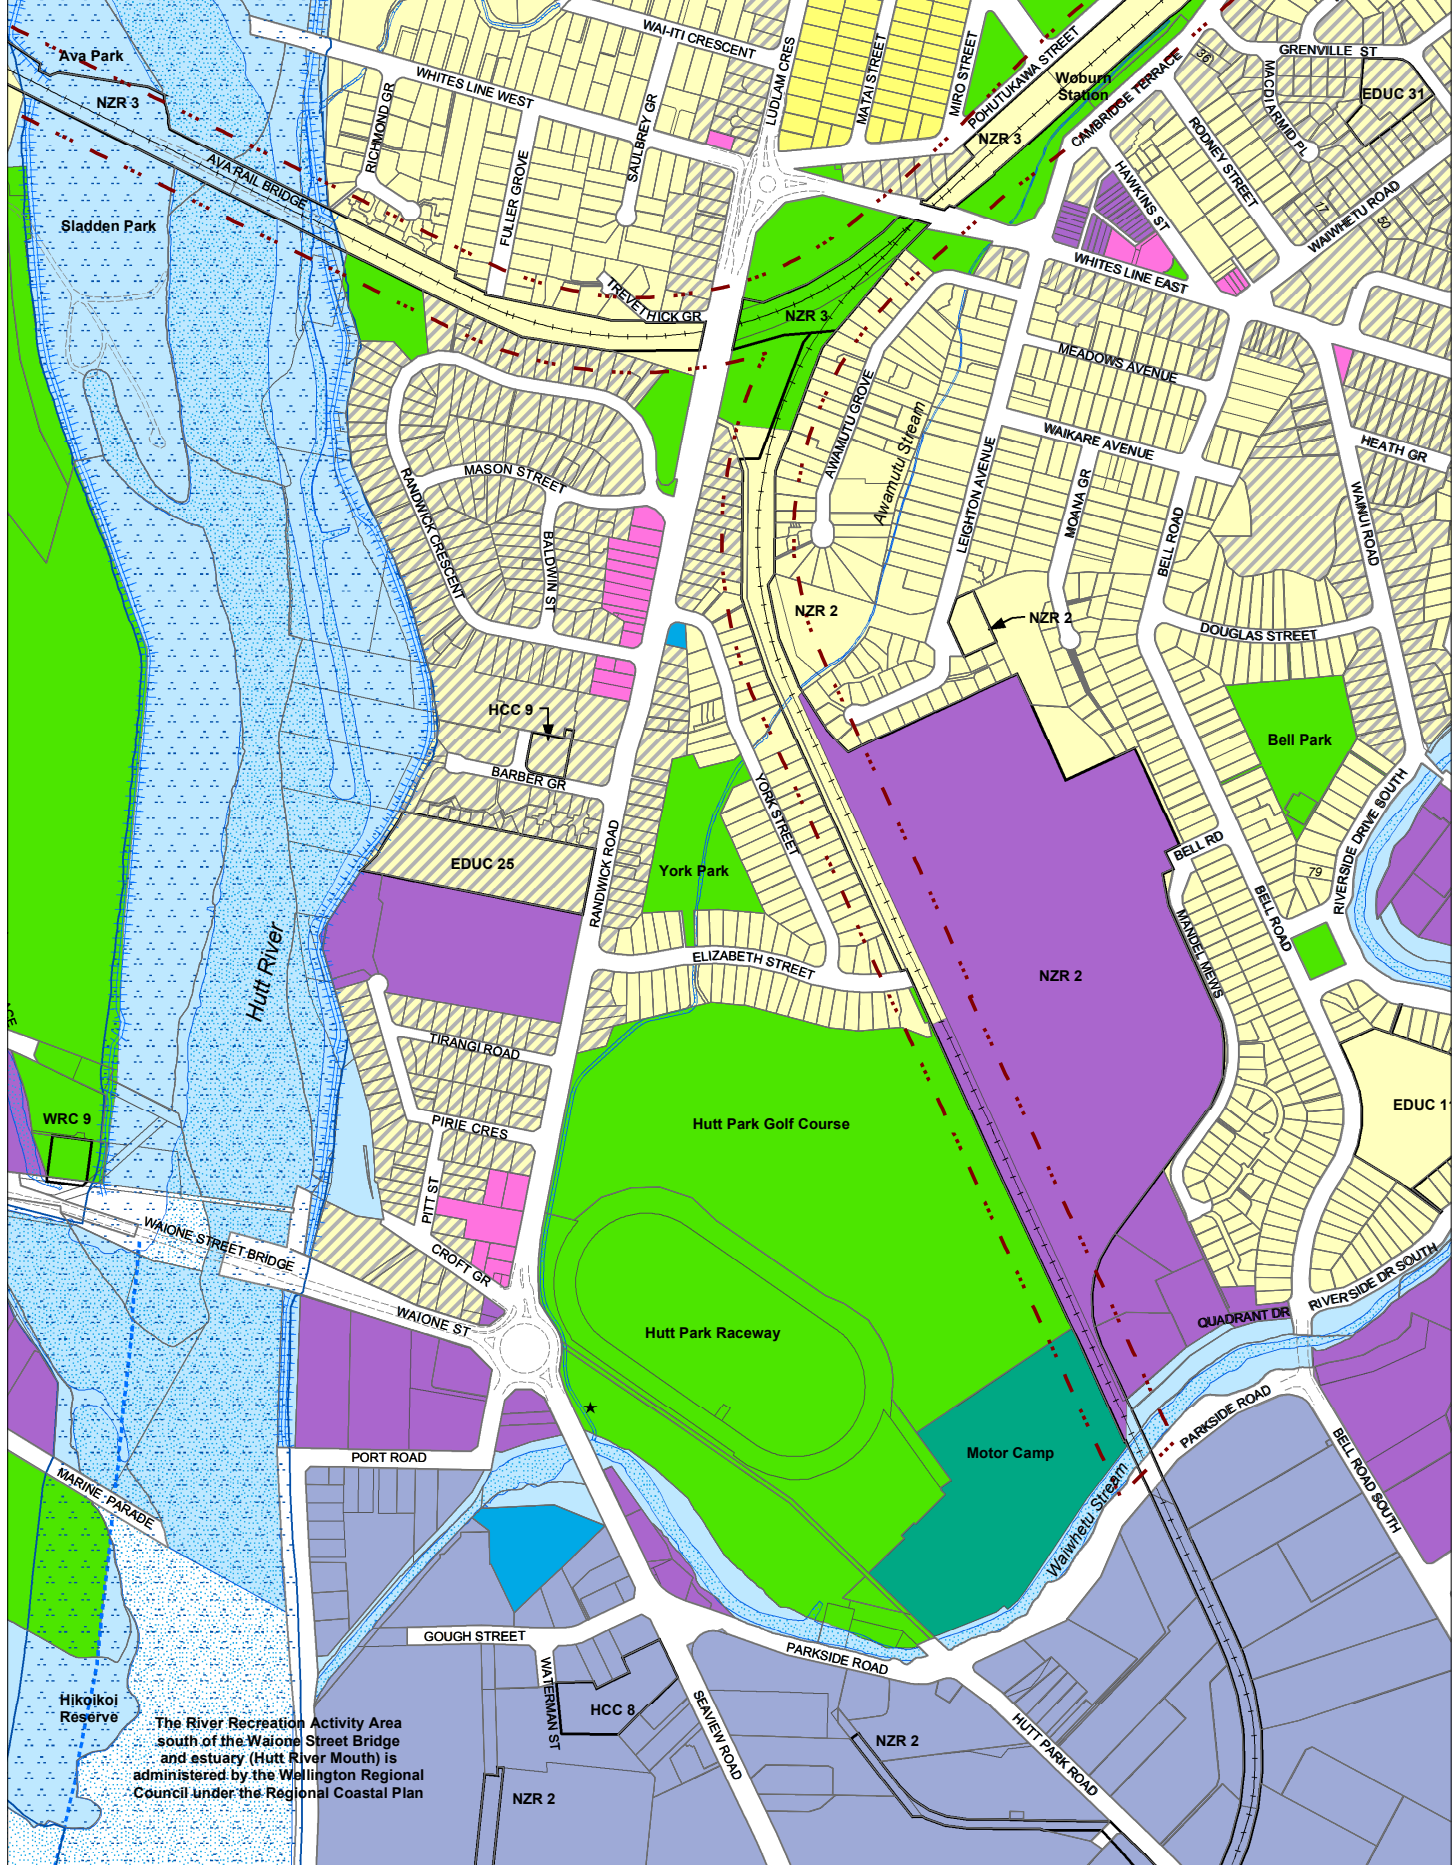 WAI-ITI CRESCENT
GRENVILLE ST
Ava Park
NZR 3
WHITES LINE WEST
RICHMOND GR
SAULBREY GR
LUDLAM CRES
MATAI STREET
MIRO STREET
POHUTUKAWA STREET
Woburn
Station
NZR 3
CAMBRIDGE TERRACE
36
MACDIARMID PL
EDUC 31
RODNEY STREET
HAWKINS ST
17
50
WAIWHETU ROAD
AVA RAIL BRIDGE
FULLER GROVE
Sladden Park
WHITES LINE EAST
TREVETHICK GR
NZR 3
MEADOWS AVENUE
AWAMUTU GROVE
Awamutu Stream
WAIKARE AVENUE
HEATH GR
MASON STREET
RANDWICK CRESCENT
BALDWIN ST
LEIGHTON AVENUE
MOANA GR
BELL ROAD
WAINUI ROAD
NZR 2
NZR 2
DOUGLAS STREET
HCC 9
BARBER GR
Bell Park
YORK STREET
RIVERSIDE DRIVE SOUTH
EDUC 25
RANDWICK ROAD
York Park
BELL RD
79
BELL ROAD
MANDEL MEWS
Hutt River
ELIZABETH STREET
NZR 2
TIRANGI ROAD
WRC 9
PIRIE CRES
Hutt Park Golf Course
EDUC 11
PITT ST
WAIONE STREET BRIDGE
CROFT GR
WAIONE ST
Hutt Park Raceway
QUADRANT DR
RIVERSIDE DR SOUTH
PARKSIDE ROAD
PORT ROAD
Motor Camp
BELL ROAD SOUTH
MARINE PARADE
Waiwhetu Stream
GOUGH STREET
WATERMAN ST
PARKSIDE ROAD
HCC 8
SEAVIEW ROAD
NZR 2
HUTT PARK ROAD
Hikoikoi
Reserve
The River Recreation Activity Area
south of the Waione Street Bridge
and estuary (Hutt River Mouth) is
administered by the Wellington Regional
Council under the Regional Coastal Plan
NZR 2